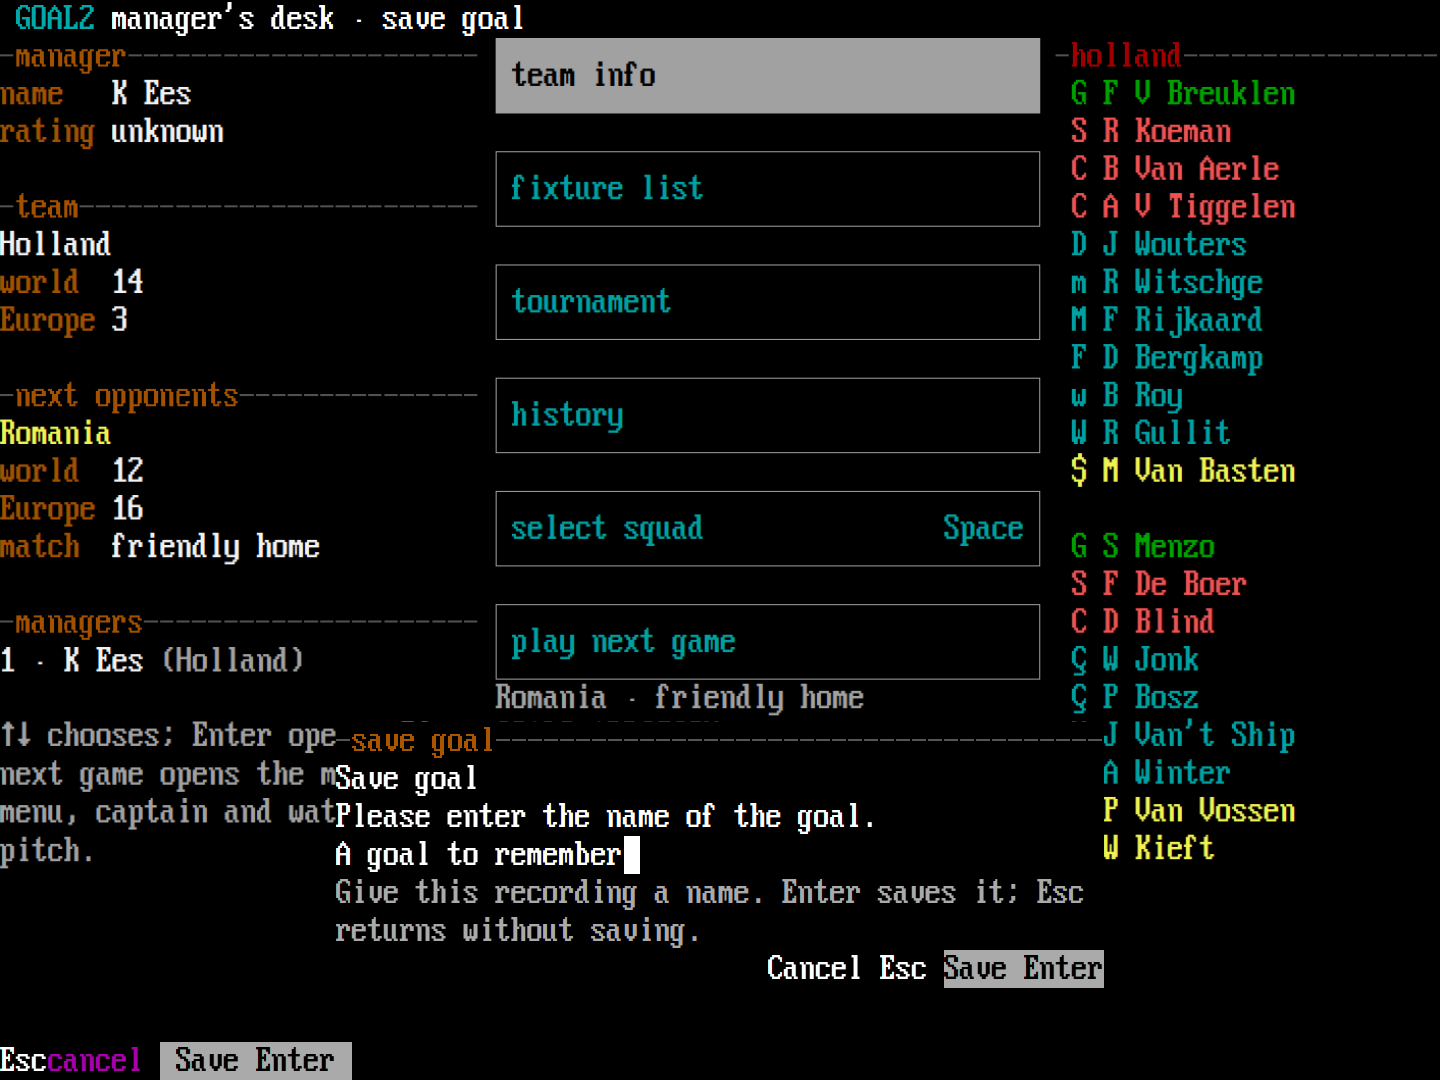 GOAL2 manager's desk · save goal
manager
name K Ees
rating unknown
team
Holland
world 14
Europe 3
next opponents
Romania
world 12
Europe 16
match friendly home
managers
1 · K Ees (Holland)
↑↓ chooses; Enter ope
next game opens the m
menu, captain and wat
pitch.
team info
fixture list
tournament
history
select squad Space
play next game
Romania · friendly home
holland
G F V Breuklen
S R Koeman
C B Van Aerle
C A V Tiggelen
D J Wouters
m R Witschge
M F Rijkaard
F D Bergkamp
w B Roy
W R Gullit
$ M Van Basten
G S Menzo
S F De Boer
C D Blind
Ç W Jonk
Ç P Bosz
J Van't Ship
A Winter
P Van Vossen
W Kieft
save goal
Save goal
Please enter the name of the goal.
A goal to remember
Give this recording a name. Enter saves it; Esc
returns without saving.
Cancel Esc Save Enter
Esccancel Save Enter